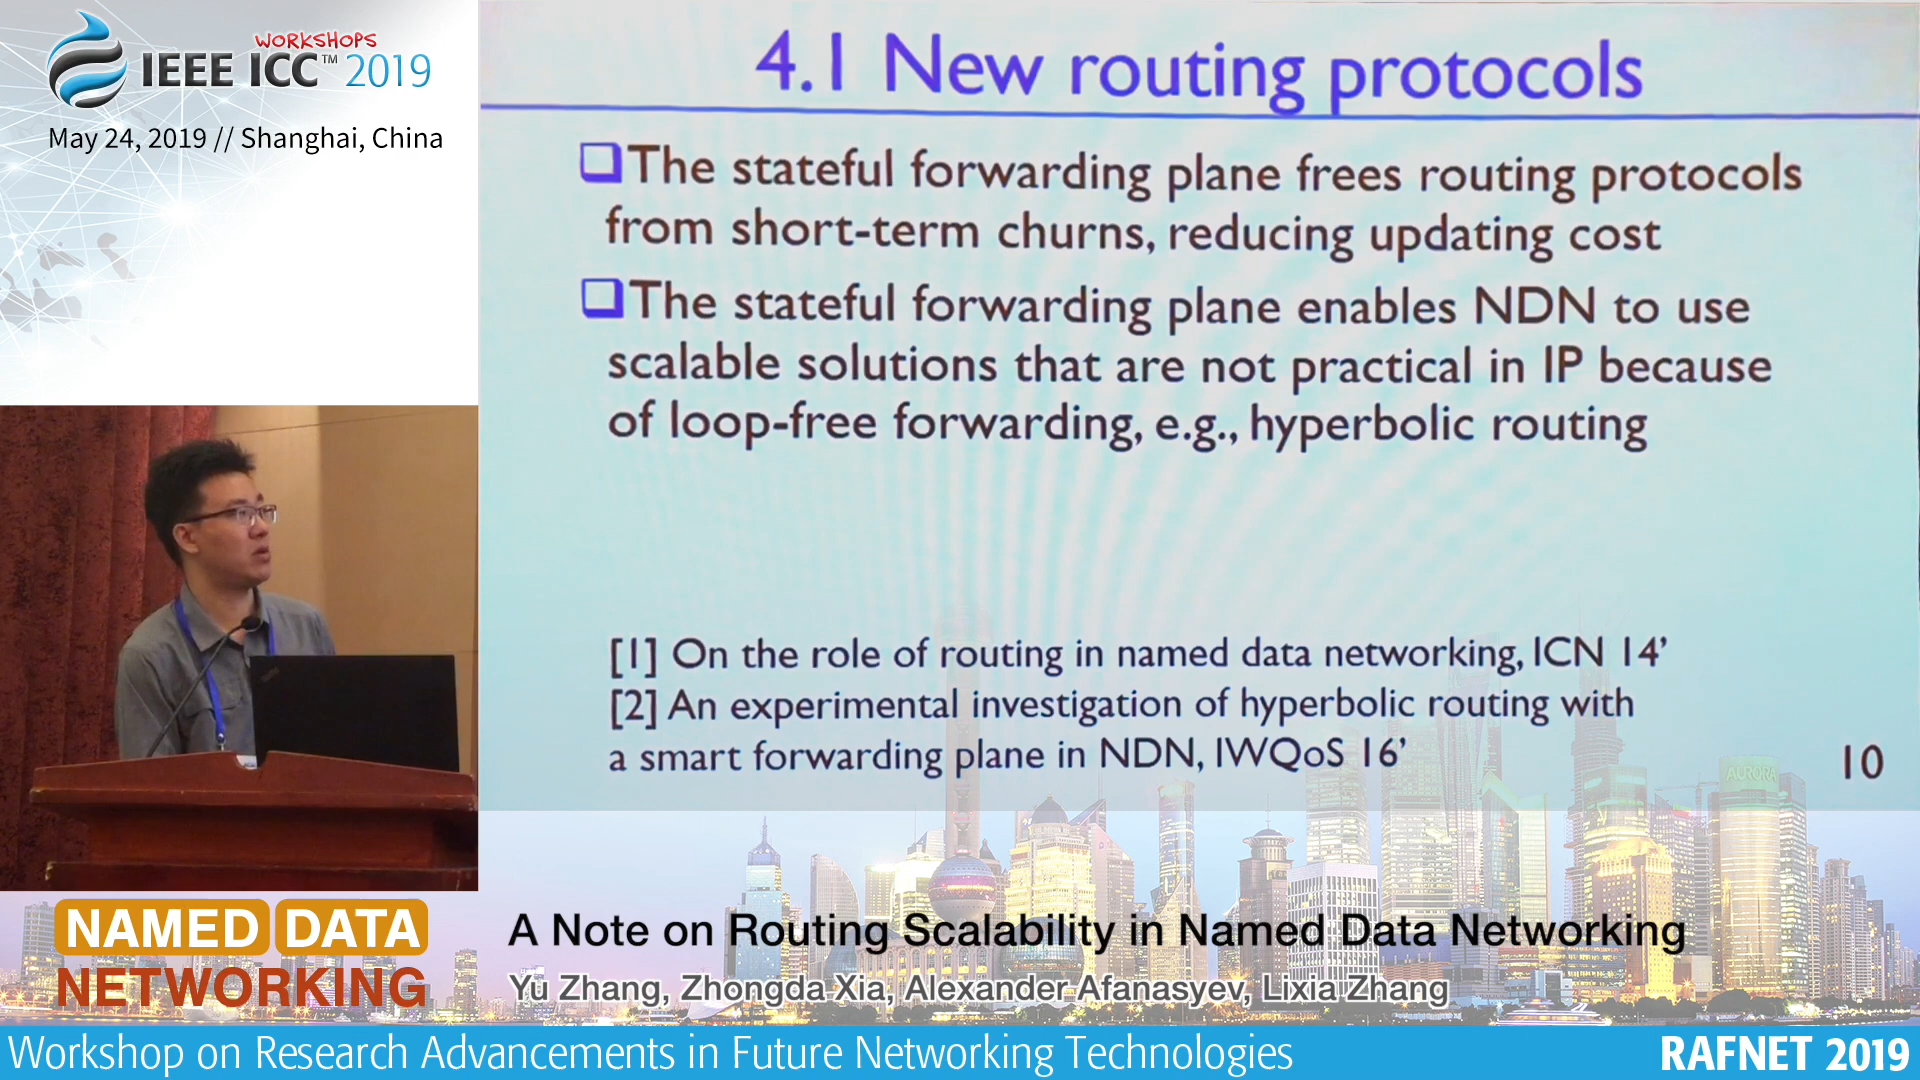 WORKSHOPS
IEEE ICC™ 2019
May 24, 2019 // Shanghai, China
4.1 New routing protocols
The stateful forwarding plane frees routing protocols
from short-term churns, reducing updating cost
The stateful forwarding plane enables NDN to use
scalable solutions that are not practical in IP because
of loop-free forwarding, e.g., hyperbolic routing
[1] On the role of routing in named data networking, ICN 14’
[2] An experimental investigation of hyperbolic routing with
a smart forwarding plane in NDN, IWQoS 16’
10
AURORA
NAMED DATA
NETWORKING
A Note on Routing Scalability in Named Data Networking
Yu Zhang, Zhongda Xia, Alexander Afanasyev, Lixia Zhang
Workshop on Research Advancements in Future Networking Technologies
RAFNET 2019